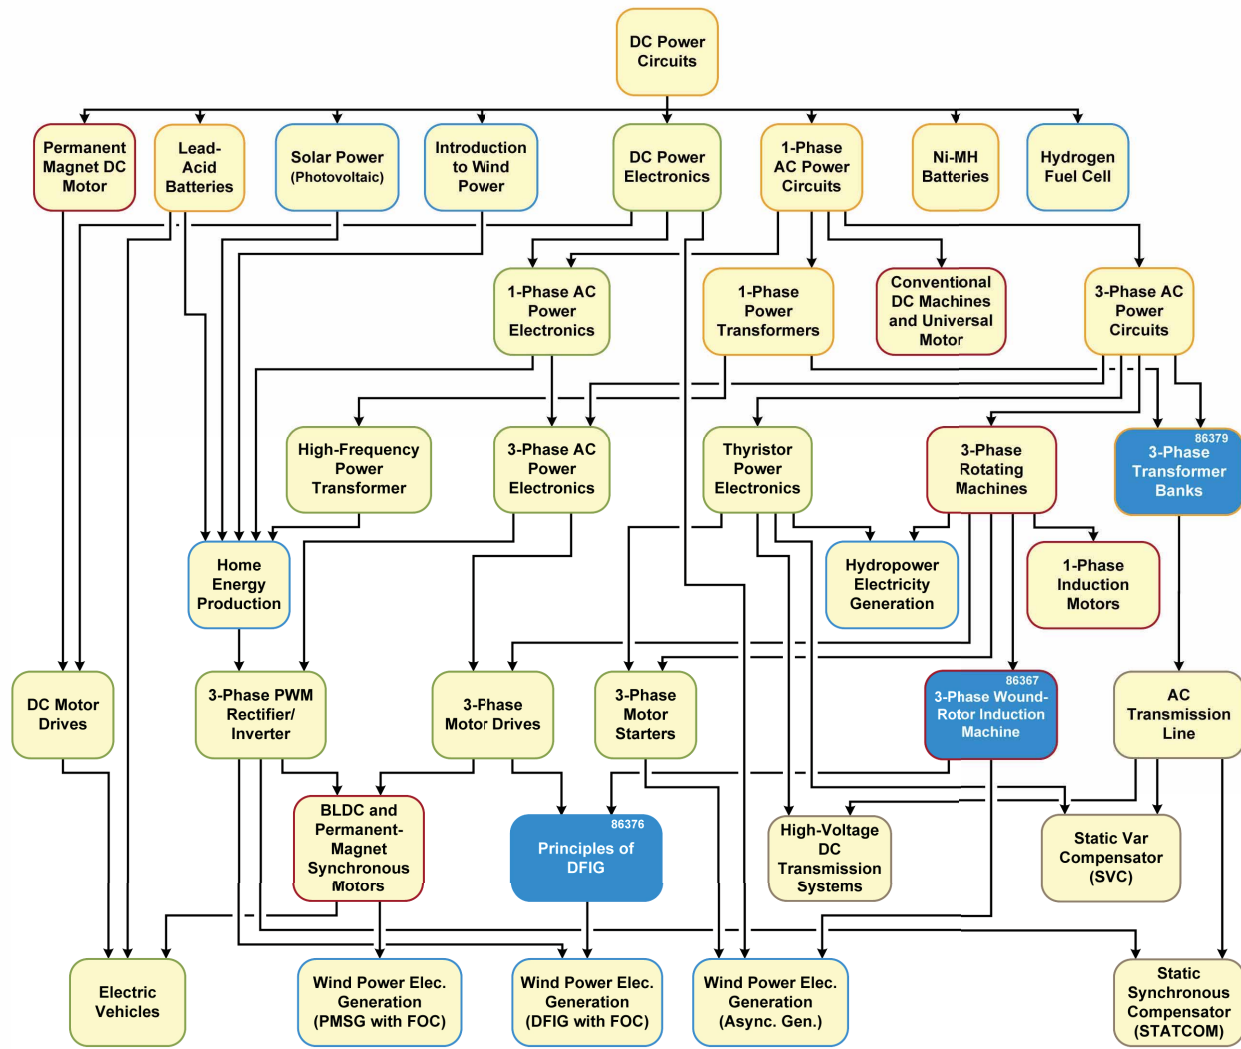 DC Power
Circuits
Permanent
Magnet DC
Motor
Lead-
Acid
Batteries
Solar Power
(Photovoltaic)
Introduction
to Wind
Power
DC Power
Electronics
1-Phase
AC Power
Circuits
Ni-MH
Batteries
Hydrogen
Fuel Cell
1-Phase AC
Power
Electronics
1-Phase
Power
Transformers
Conventional
DC Machines
and Universal
Motor
3-Phase AC
Power
Circuits
High-Frequency
Power
Transformer
3-Phase AC
Power
Electronics
Thyristor
Power
Electronics
3-Phase
Rotating
Machines
86379
3-Phase
Transformer
Banks
Home
Energy
Production
Hydropower
Electricity
Generation
1-Phase
Induction
Motors
DC Motor
Drives
3-Phase PWM
Rectifier/
Inverter
3-Fhase
Motor Drives
3-Phase
Motor
Starters
86367
3-Phase Wound-
Rotor Induction
Machine
AC
Transmission
Line
BLDC and
Permanent-
Magnet
Synchronous
Motors
86376
Principles of
DFIG
High-Voltage
DC
Transmission
Systems
Static Var
Compensator
(SVC)
Electric
Vehicles
Wind Power Elec.
Generation
(PMSG with FOC)
Wind Power Elec.
Generation
(DFIG with FOC)
Wind Power Elec.
Generation
(Async. Gen.)
Static
Synchronous
Compensator
(STATCOM)